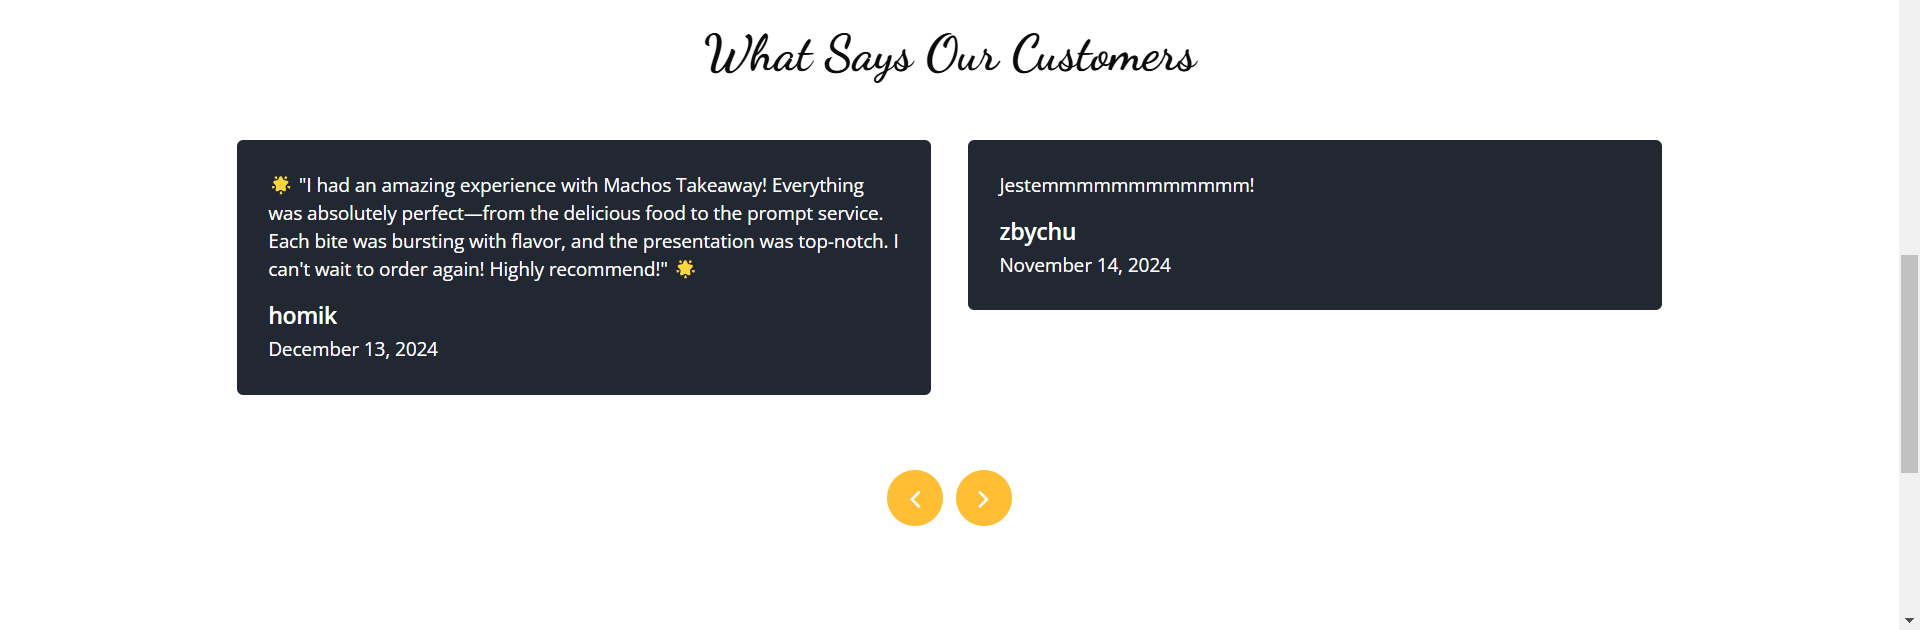 What Says Our Customers
🌟 "I had an amazing experience with Machos Takeaway! Everything
was absolutely perfect—from the delicious food to the prompt service.
Each bite was bursting with flavor, and the presentation was top-notch. I
can't wait to order again! Highly recommend!" 🌟
homik
December 13, 2024
Jestemmmmmmmmmmmm!
zbychu
November 14, 2024